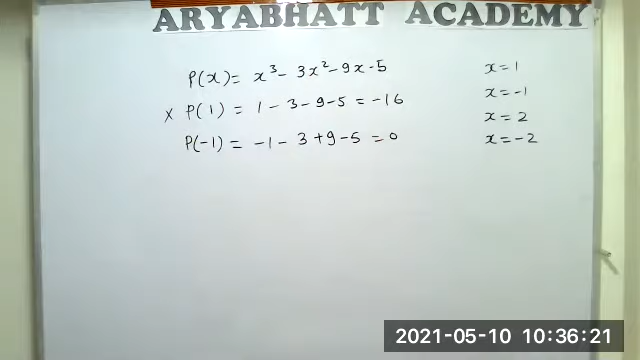 ARYABHATT ACADEMY
P(x) = x³ - 3x² - 9x - 5
x = 1
x P(1) = 1 - 3 - 9 - 5 = -16
x = -1
x = 2
P(-1) = -1 - 3 + 9 - 5 = 0
x = -2
2021-05-10 10:36:21